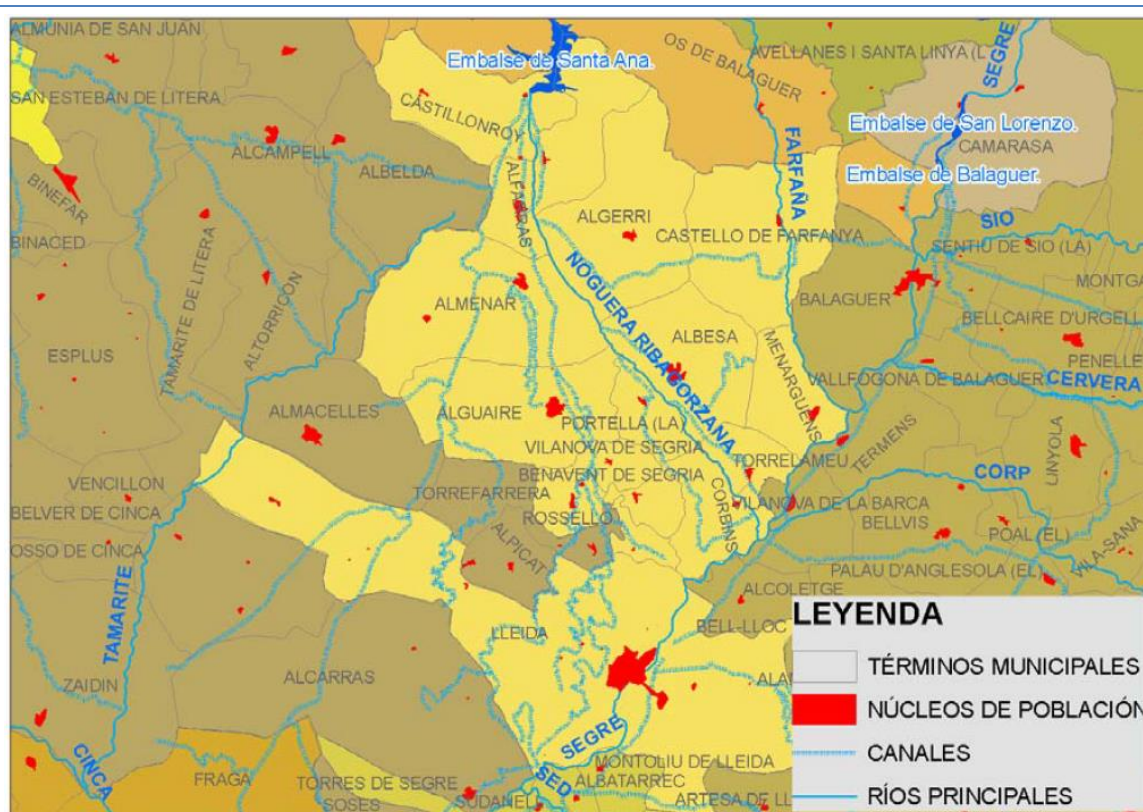 ALMUNIA DE SAN JUAN
OS DE BALAGUER
AVELLANES I SANTA LINYA (L
SEGRE
Embalse de Santa Ana.
SAN ESTEBAN DE LITERA
CASTILLONROY
Embalse de San Lorenzo.
CAMARASA
ALCAMPELL
ALBELDA
FARFAÑA
Embalse de Balaguer.
BINEFAR
ALFARRAS
ALGERRI
CASTELLO DE FARFANYA
SIO
BINACED
SENTIU DE SIO (LA)
TAMARITE DE LITERA
ALTORRICON
NOGUERA RIBAGORZANA
MONTGA
ALMENAR
BALAGUER
BELLCAIRE D'URGELL
ALBESA
MENARGUENS
ESPLUS
PENELLE
VALLFOGONA DE BALAGUER
CERVERA
ALMACELLES
ALGUAIRE
PORTELLA (LA)
VILANOVA DE SEGRIA
TERMENS
LINYOLA
BENAVENT DE SEGRIA
TORRELAMEU
CORP
VENCILLON
TORREFARRERA
CORBINS
VILANOVA DE LA BARCA
BELVER DE CINCA
ROSSELLO
BELLVIS
POAL (EL)
OSSO DE CINCA
ALPICAT
VILA-SANA
PALAU D'ANGLESOLA (EL)
TAMARITE
ALCOLETGE
LLEIDA
BELL-LLOC
ZAIDIN
ALCARRAS
ALA
SEGRE
CINCA
FRAGA
TORRES DE SEGRE
SOSES
SED
SUDANELL
MONTOLIU DE LLEIDA
ALBATARREC
ARTESA DE LL
LEYENDA
TÉRMINOS MUNICIPALES
NÚCLEOS DE POBLACIÓN
CANALES
RÍOS PRINCIPALES